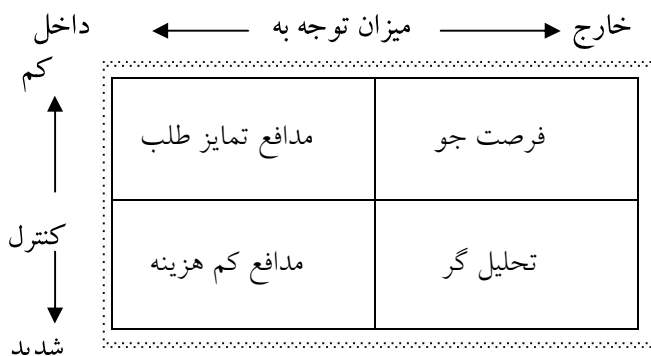 خارج میزان توجه به داخل
کم
فرصت جو مدافع تمایز طلب
کنترل
تحلیل گر مدافع کم هزینه
شدید